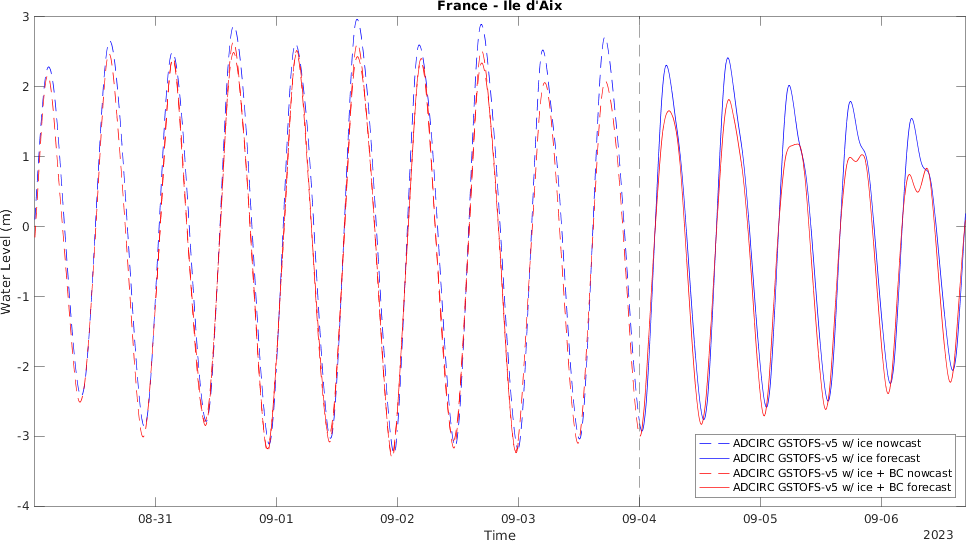 France - Ile d'Aix
3
2
1
0
-1
-2
-3
-4
Water Level (m)
08-31
09-01
09-02
09-03
09-04
09-05
09-06
Time
2023
ADCIRC GSTOFS-v5 w/ ice nowcast
ADCIRC GSTOFS-v5 w/ ice forecast
ADCIRC GSTOFS-v5 w/ ice + BC nowcast
ADCIRC GSTOFS-v5 w/ ice + BC forecast